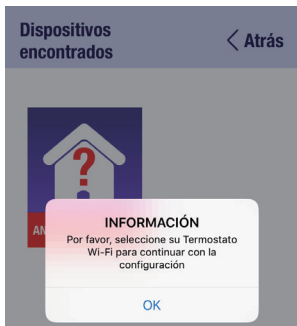 Dispositivos
encontrados
Atrás
INFORMACIÓN
Por favor, seleccione su Termostato
Wi-Fi para continuar con la
configuración
OK